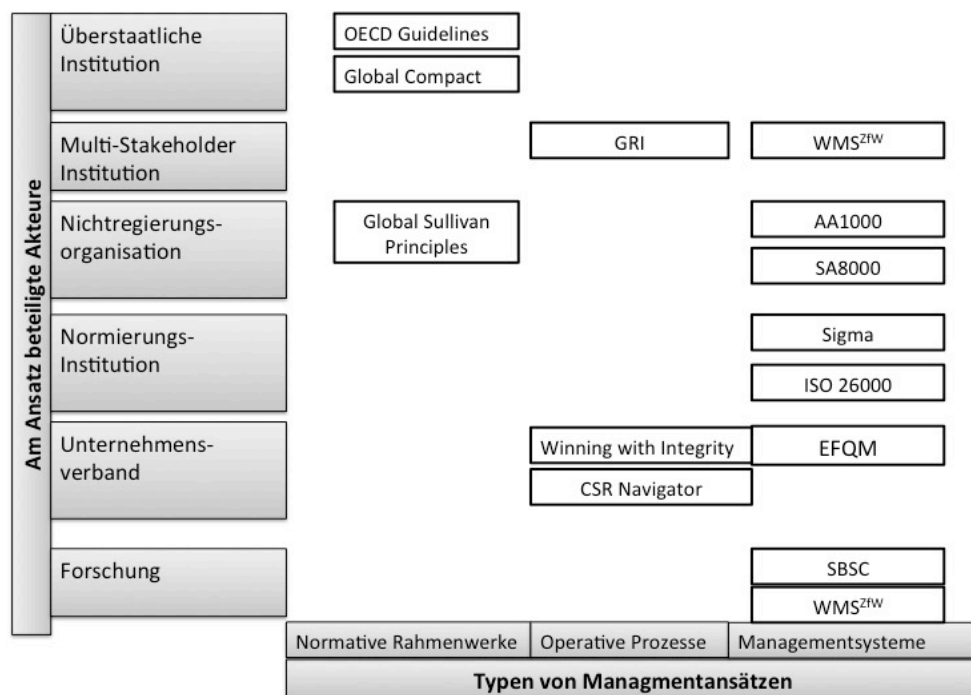 Am Ansatz beteiligte Akteure
Überstaatliche
Institution
OECD Guidelines
Global Compact
Multi-Stakeholder
Institution
GRI
WMS^ZfW
Nichtregierungs-
organisation
Global Sullivan
Principles
AA1000
SA8000
Normierungs-
Institution
Sigma
ISO 26000
Unternehmens-
verband
Winning with Integrity
EFQM
CSR Navigator
Forschung
SBSC
WMS^ZfW
Normative Rahmenwerke
Operative Prozesse
Managementsysteme
Typen von Managmentansätzen